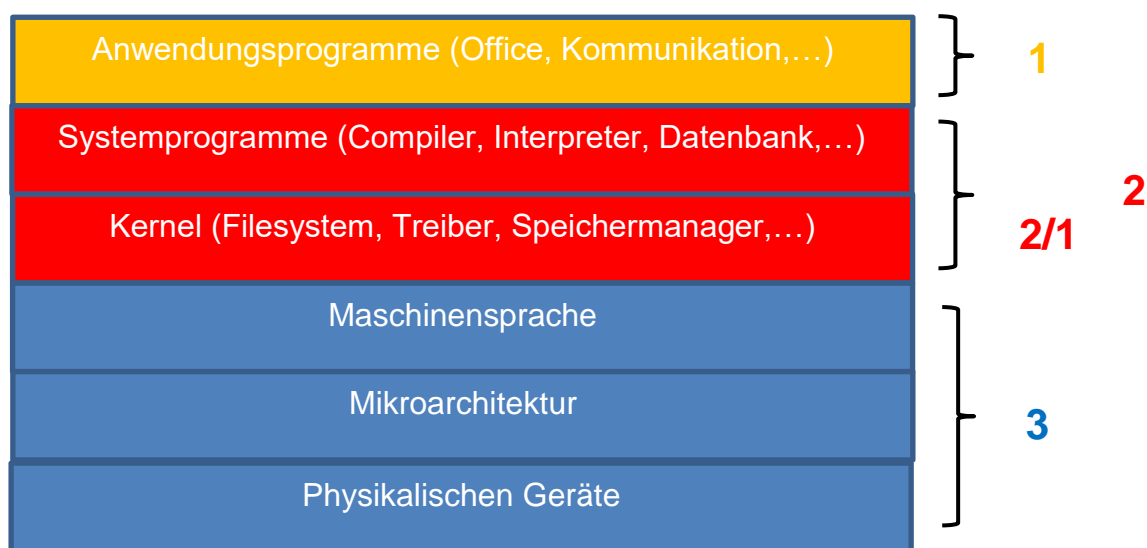 Anwendungsprogramme (Office, Kommunikation,…)
1
Systemprogramme (Compiler, Interpreter, Datenbank,…)
2
Kernel (Filesystem, Treiber, Speichermanager,…)
2/1
Maschinensprache
Mikroarchitektur
3
Physikalischen Geräte